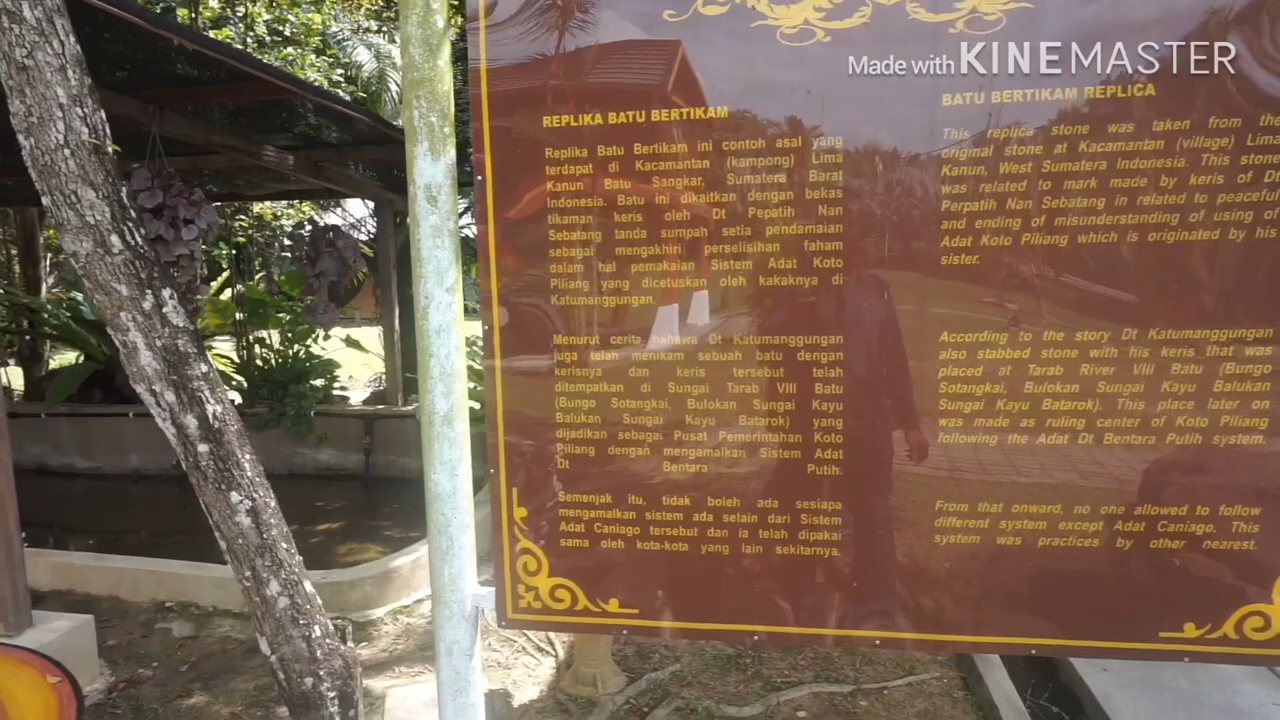 Made with KINEMASTER
REPLIKA BATU BERTIKAM
Replika Batu Bertikam ini contoh asal yang
terdapat di Kacamantan (kampong) Lima
Kanun Batu Sangkar, Sumatera Barat
Indonesia. Batu ini dikaitkan dengan bekas
tikaman keris oleh Dt Pepatih Nan
Sebatang tanda sumpah setia pendamaian
sebagai mengakhiri perselisihan faham
dalam hal pemakaian Sistem Adat Koto
Piliang yang dicetuskan oleh kakaknya di
Katumanggungan.
Menurut cerita, bahawa Dt Katumanggungan
juga telah menikam sebuah batu dengan
kerisnya dan keris tersebut telah
ditempatkan di Sungai Tarab VIII Batu
(Bungo Sotangkai, Bulokan Sungai Kayu
Balukan Sungai Kayu Batarok) yang
dijadikan sebagai Pusat Pemerintahan Koto
Piliang dengan mengamalkan Sistem Adat
Dt Bentara Putih.
Semenjak itu, tidak boleh ada sesiapa
mengamalkan sistem ada selain dari Sistem
Adat Caniago tersebut dan ia telah dipakai
sama oleh kota-kota yang lain sekitarnya.
BATU BERTIKAM REPLICA
This replica stone was taken from the
original stone at Kacamantan (village) Lima
Kanun, West Sumatera Indonesia. This stone
was related to mark made by keris of Dt
Perpatih Nan Sebatang in related to peaceful
and ending of misunderstanding of using of
Adat Koto Piliang which is originated by his
sister.
According to the story Dt Katumanggungan
also stabbed stone with his keris that was
placed at Tarab River VIII Batu (Bungo
Sotangkai, Bulokan Sungai Kayu Balukan
Sungai Kayu Batarok). This place later on
was made as ruling center of Koto Piliang
following the Adat Dt Bentara Putih system.
From that onward, no one allowed to follow
different system except Adat Caniago. This
system was practices by other nearest.